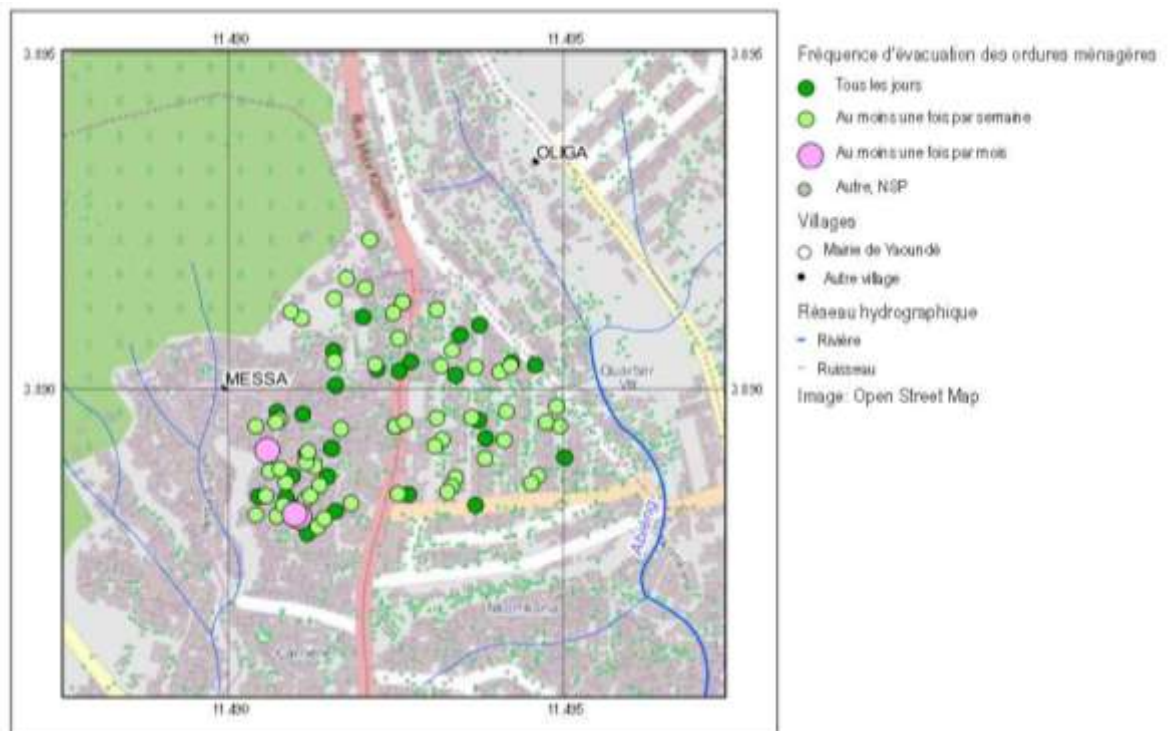 11.490 11.495
3.895 3.895
OLIGA
MESSA
3.890 3.890
Quartier
Abiéng
Carrière
11.490 11.495
Fréquence d'évacuation des ordures ménagères
Tous les jours
Au moins une fois par semaine
Au moins une fois par mois
Autre, NSP
Villages
Mairie de Yaoundé
Autre village
Réseau hydrographique
Rivière
Ruisseau
Image: Open Street Map